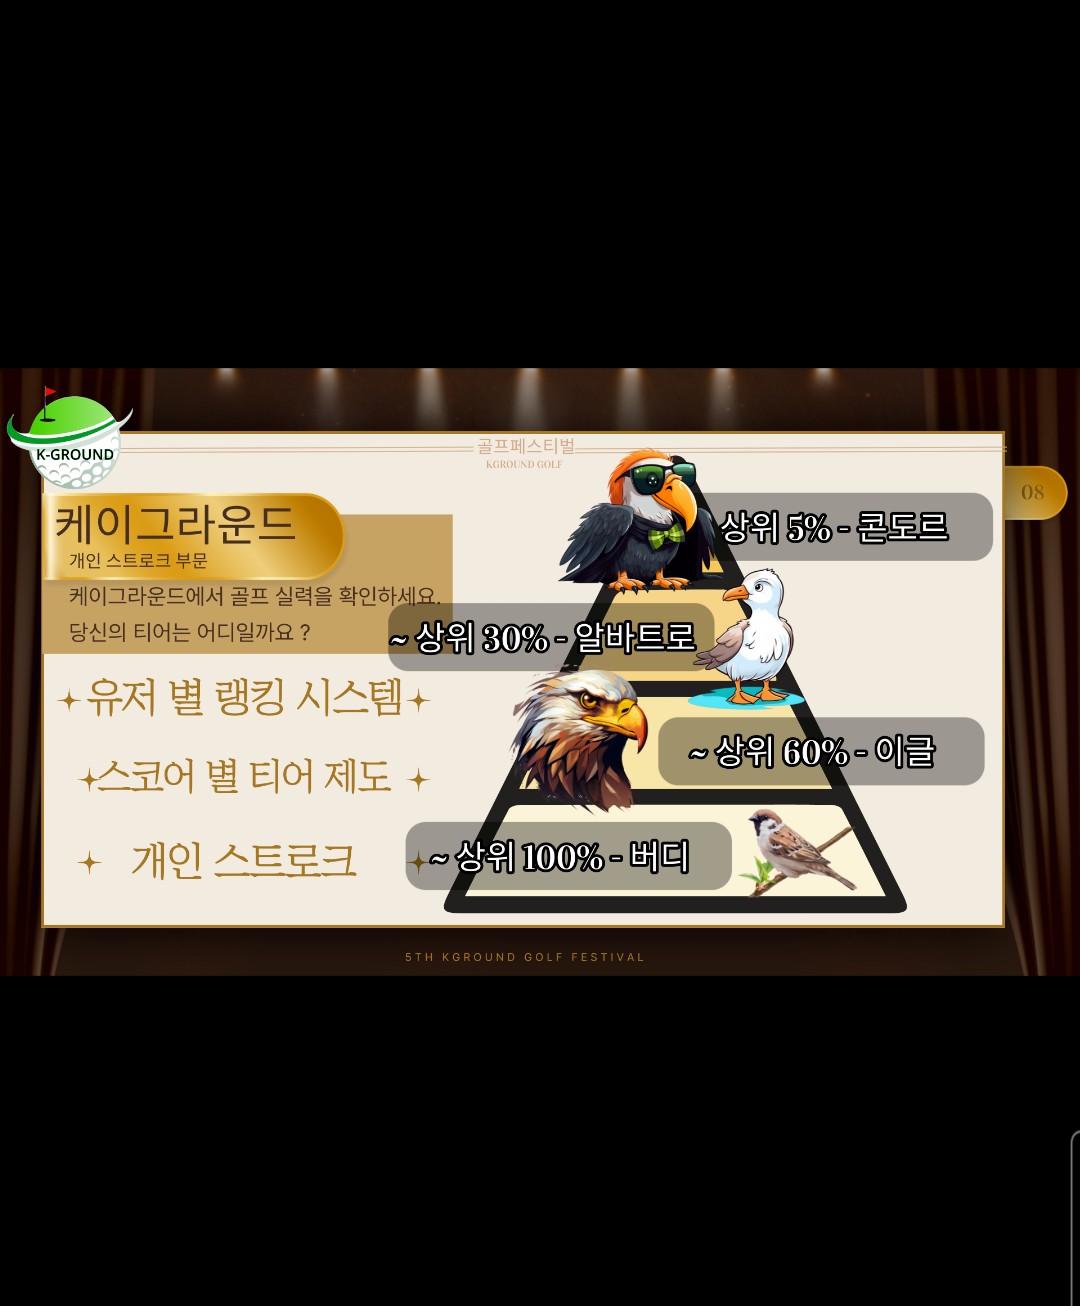 K-GROUND
골프페스티벌
KGROUND GOLF
08
케이그라운드
개인 스트로크 부문
케이그라운드에서 골프 실력을 확인하세요.
당신의 티어는 어디일까요 ?
유저 별 랭킹 시스템
스코어 별 티어 제도
개인 스트로크
상위 5% - 콘도르
~ 상위 30% - 알바트로
~ 상위 60% - 이글
~ 상위 100% - 버디
5TH KGROUND GOLF FESTIVAL